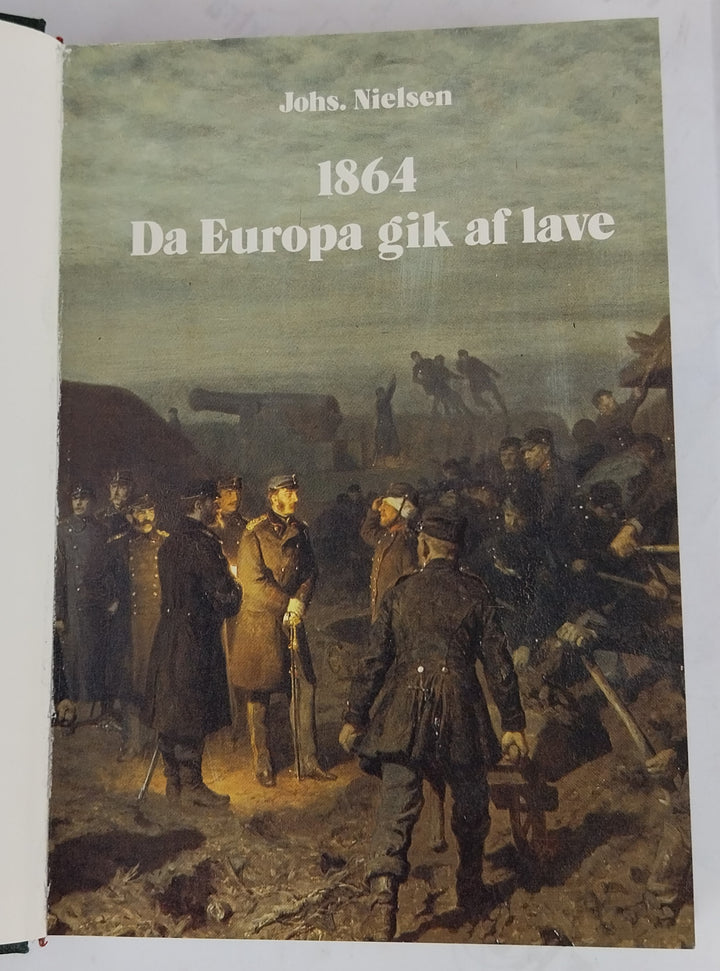 Johs. Nielsen
1864
Da Europa gik af lave